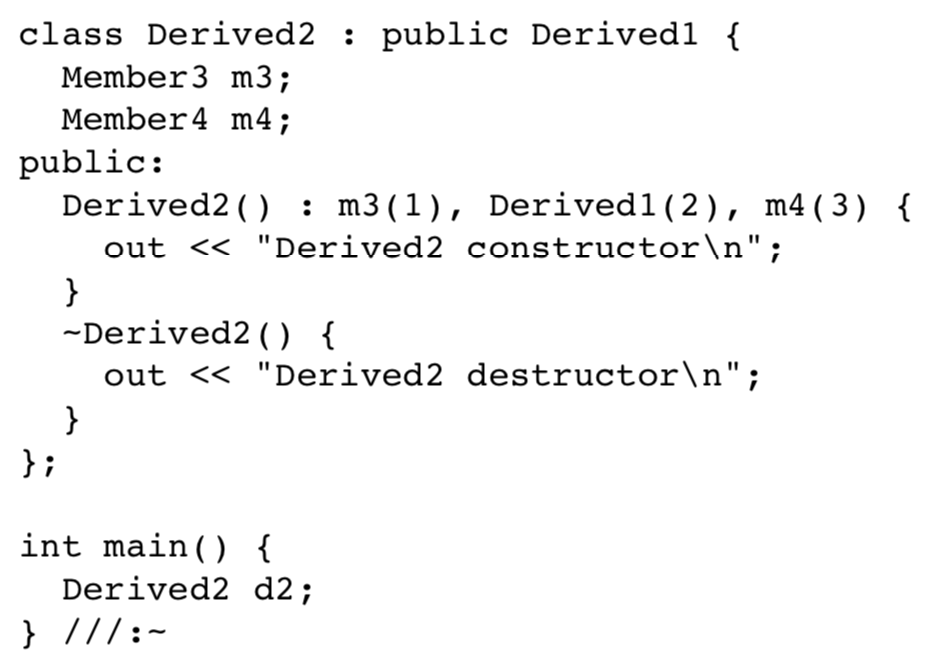 class Derived2 : public Derived1 {
  Member3 m3;
  Member4 m4;
public:
  Derived2() : m3(1), Derived1(2), m4(3) {
    out << "Derived2 constructor\n";
  }
  ~Derived2() {
    out << "Derived2 destructor\n";
  }
};

int main() {
  Derived2 d2;
} ///:~